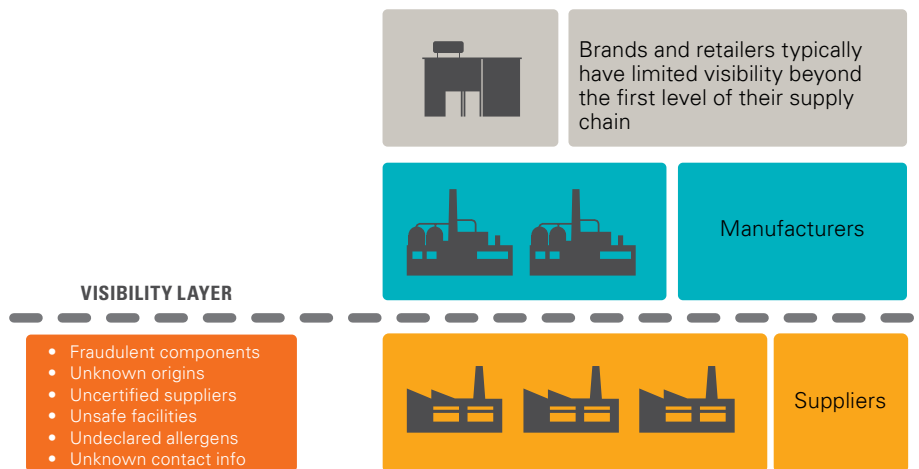 Brands and retailers typically
have limited visibility beyond
the first level of their supply
chain
Manufacturers
VISIBILITY LAYER
• Fraudulent components
• Unknown origins
• Uncertified suppliers
• Unsafe facilities
• Undeclared allergens
• Unknown contact info
Suppliers